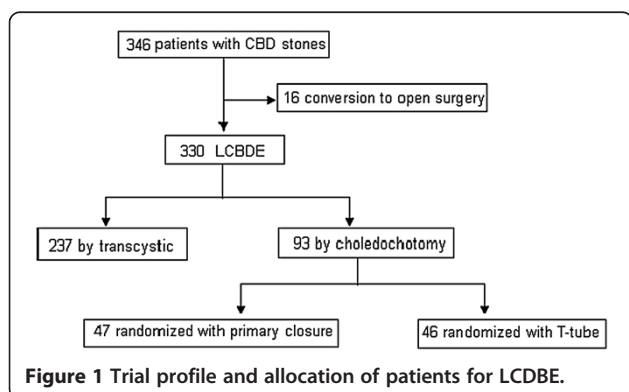 346 patients with CBD stones
16 conversion to open surgery
330 LCBDE
237 by transcystic
93 by choledochotomy
47 randomized with primary closure
46 randomized with T-tube
Figure 1 Trial profile and allocation of patients for LCDBE.